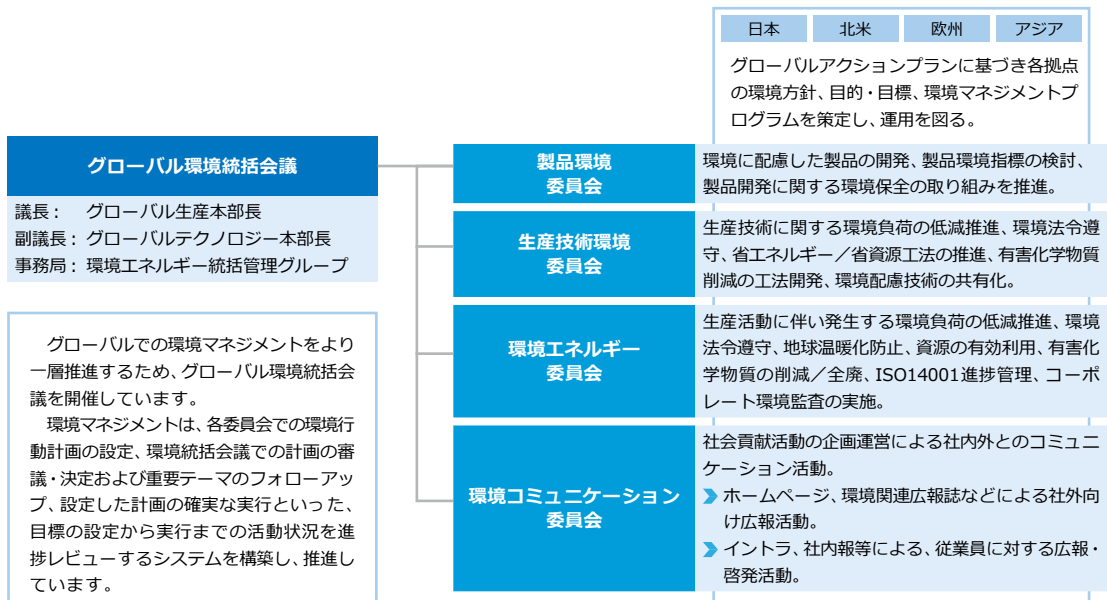 日本 北米 欧州 アジア
グローバルアクションプランに基づき各拠点
の環境方針、目的・目標、環境マネジメントプ
ログラムを策定し、運用を図る。
グローバル環境統括会議
議長： グローバル生産本部長
副議長：グローバルテクノロジー本部長
事務局：環境エネルギー統括管理グループ
グローバルでの環境マネジメントをより
一層推進するため、グローバル環境統括会
議を開催しています。
環境マネジメントは、各委員会での環境行
動計画の設定、環境統括会議での計画の審
議・決定および重要テーマのフォローアッ
プ、設定した計画の確実な実行といった、
目標の設定から実行までの活動状況を進
捗レビューするシステムを構築し、推進し
ています。
製品環境
委員会
環境に配慮した製品の開発、製品環境指標の検討、
製品開発に関する環境保全の取り組みを推進。
生産技術環境
委員会
生産技術に関する環境負荷の低減推進、環境法令遵
守、省エネルギー／省資源工法の推進、有害化学物質
削減の工法開発、環境配慮技術の共有化。
環境エネルギー
委員会
生産活動に伴い発生する環境負荷の低減推進、環境
法令遵守、地球温暖化防止、資源の有効利用、有害化
学物質の削減／全廃、ISO14001進捗管理、コーポ
レート環境監査の実施。
環境コミュニケーション
委員会
社会貢献活動の企画運営による社内外とのコミュニ
ケーション活動。
ホームページ、環境関連広報誌などによる社外向
け広報活動。
イントラ、社内報等による、従業員に対する広報・
啓発活動。